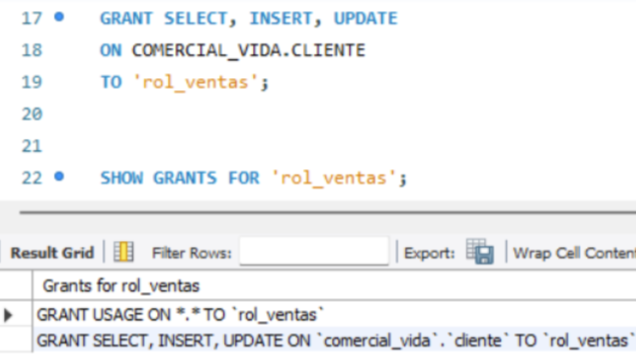 17 GRANT SELECT, INSERT, UPDATE
18 ON COMERCIAL_VIDA.CLIENTE
19 TO 'rol_ventas';
20
21
22 SHOW GRANTS FOR 'rol_ventas';
Result Grid Filter Rows: Export: Wrap Cell Content
Grants for rol_ventas
GRANT USAGE ON *.* TO `rol_ventas`
GRANT SELECT, INSERT, UPDATE ON `comercial_vida`.`cliente` TO `rol_ventas`